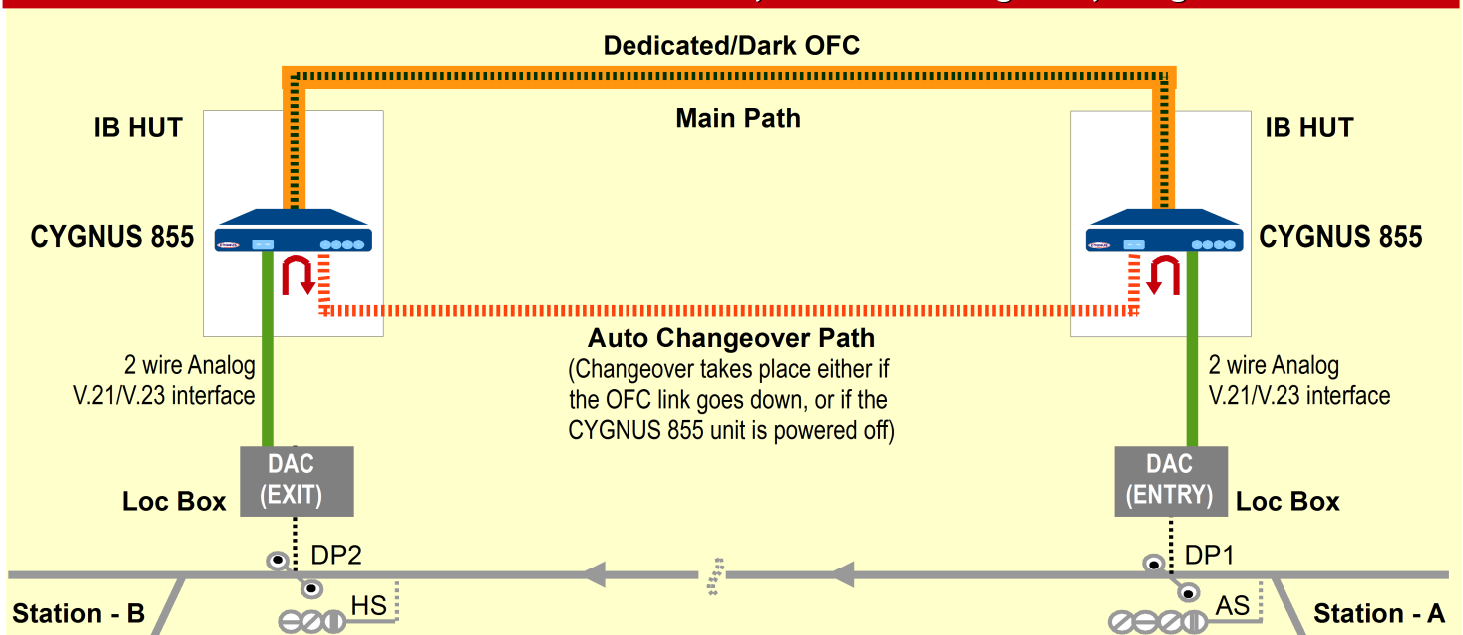 Dedicated/Dark OFC
Main Path
IB HUT
IB HUT
CYGNUS 855
CYGNUS 855
Auto Changeover Path
(Changeover takes place either if
the OFC link goes down, or if the
CYGNUS 855 unit is powered off)
2 wire Analog
V.21/V.23 interface
2 wire Analog
V.21/V.23 interface
DAC
(EXIT)
Loc Box
DAC
(ENTRY)
Loc Box
DP2
DP1
HS
AS
Station - B
Station - A